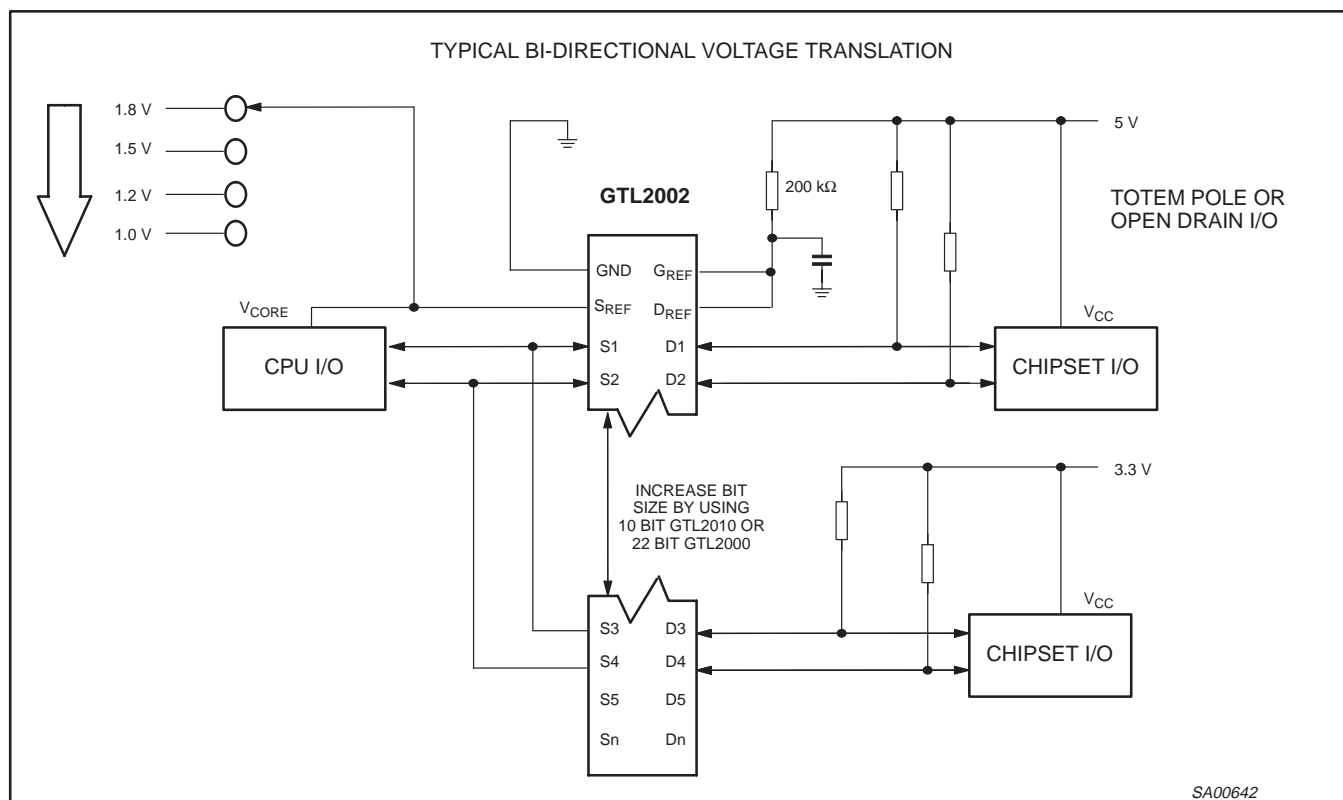 TYPICAL BI-DIRECTIONAL VOLTAGE TRANSLATION
1.8 V
1.5 V
1.2 V
1.0 V
5 V
200 kΩ
GTL2002
TOTEM POLE OR
OPEN DRAIN I/O
GND
GREF
SREF
DREF
VCORE
VCC
CPU I/O
S1
D1
S2
D2
CHIPSET I/O
3.3 V
INCREASE BIT
SIZE BY USING
10 BIT GTL2010 OR
22 BIT GTL2000
VCC
S3
D3
S4
D4
CHIPSET I/O
S5
D5
Sn
Dn
SA00642